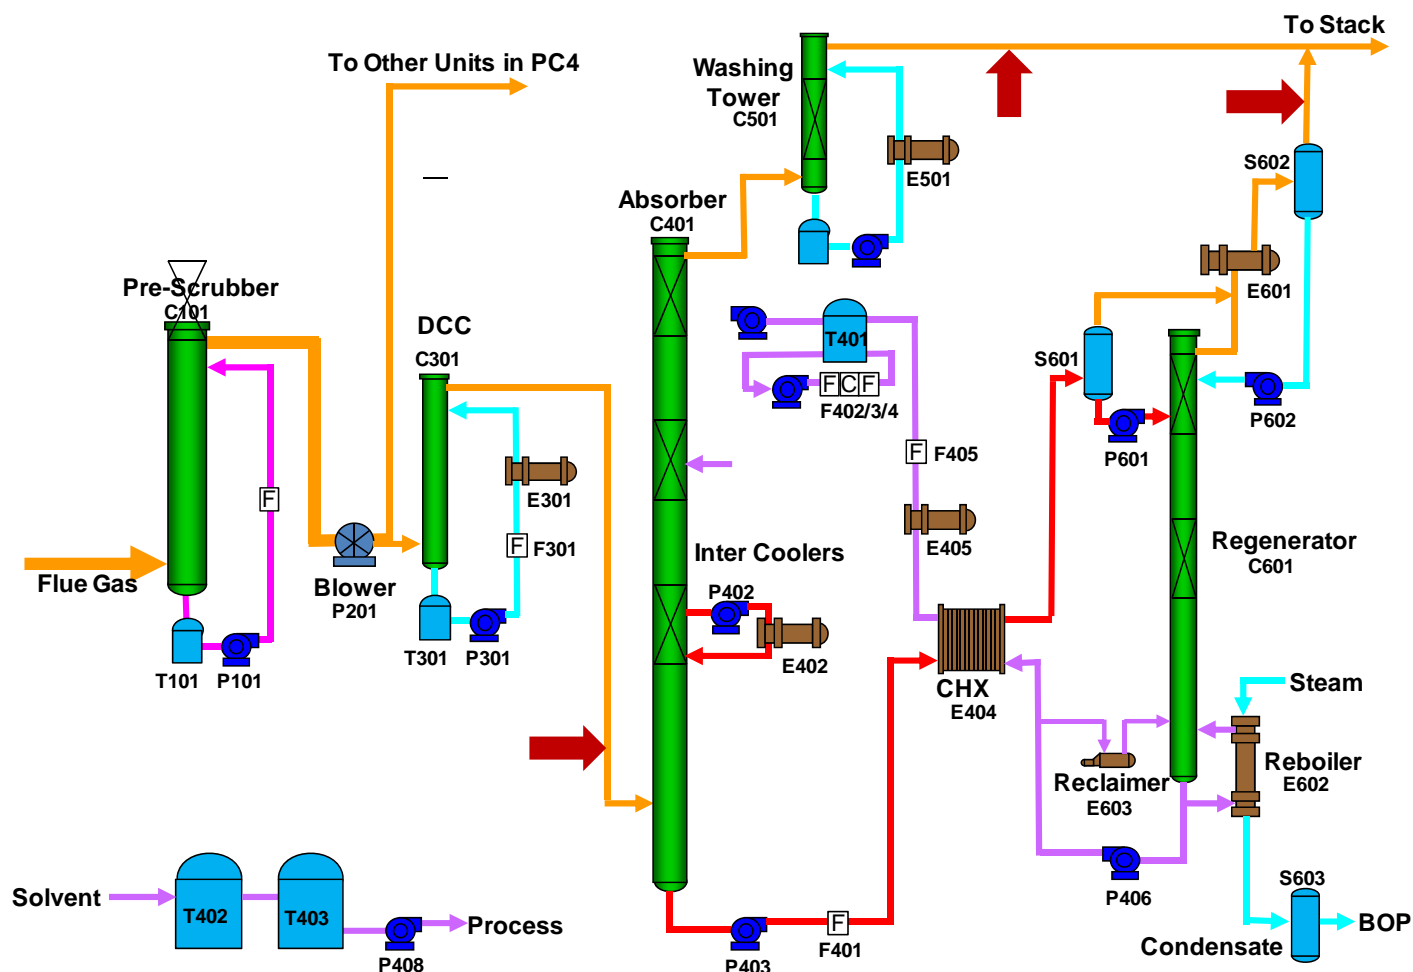 To Stack
To Other Units in PC4
Washing
Tower
C501
E501
S602
Absorber
C401
E601
Pre-Scrubber
C101
DCC
C301
T401
S601
F402/3/4
F C F
P602
P601
F
F405
E301
F
F
F301
E405
Inter Coolers
Regenerator
C601
Flue Gas
Blower
P201
P402
T301
P301
E402
T101
P101
CHX
E404
Steam
Reclaimer
E603
Reboiler
E602
Solvent
T402
T403
Process
P408
P403
F
F401
P406
S603
Condensate
BOP